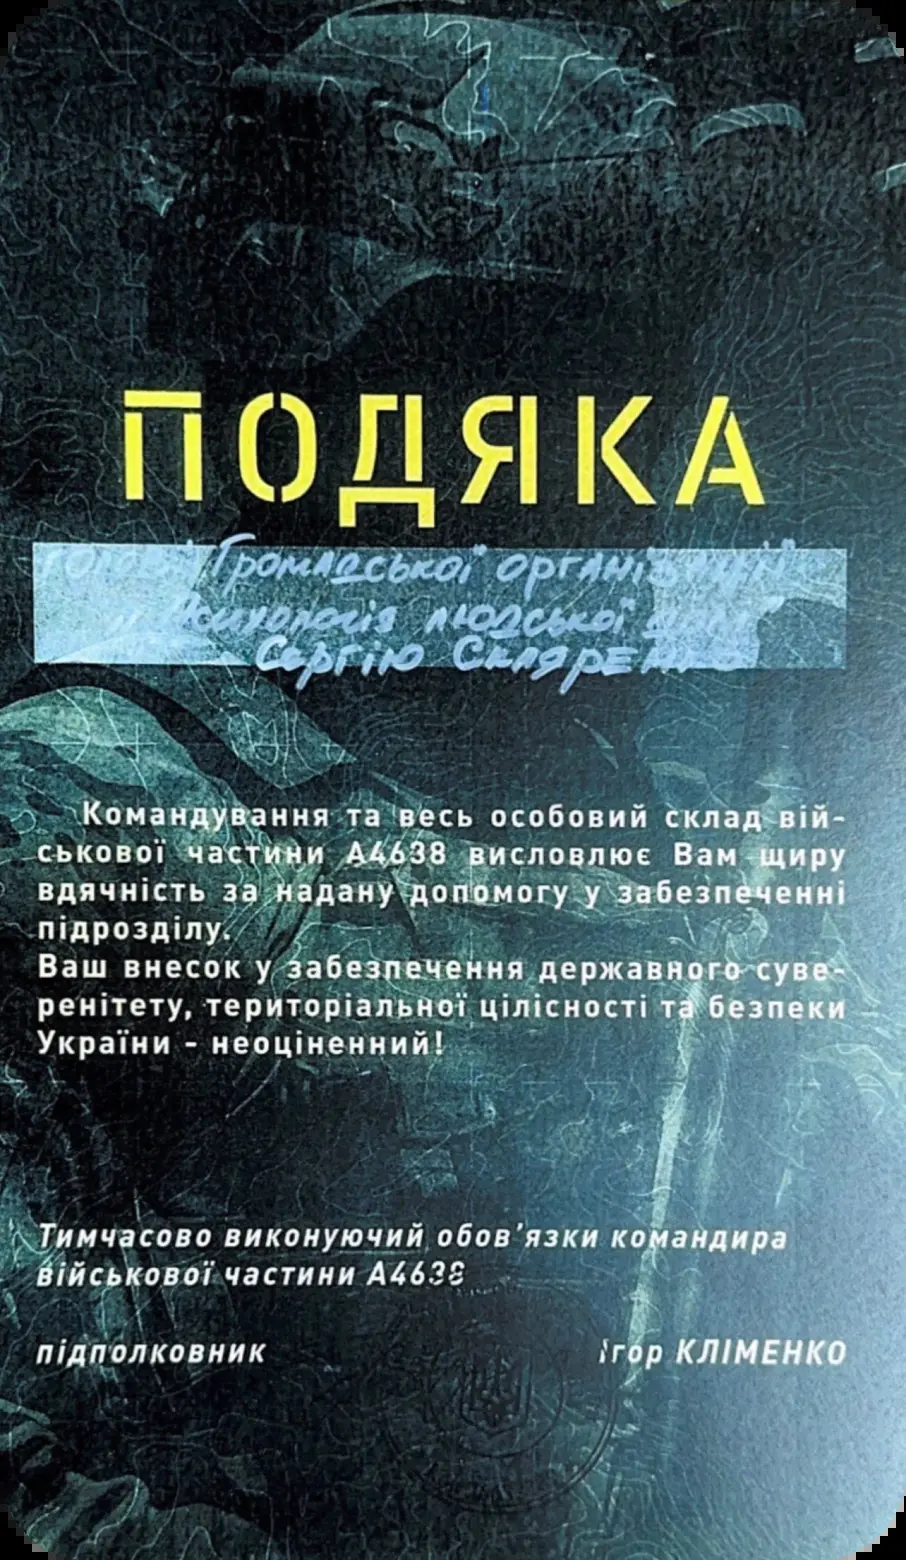 ПОДЯКА
Голові Громадської організації
"Психологія людської
Сергію Скляренко
Командування та весь особовий склад вій-
ськової частини А4638 висловлює Вам щиру
вдячність за надану допомогу у забезпеченні
підрозділу.
Ваш внесок у забезпечення державного суве-
ренітету, територіальної цілісності та безпеки
України - неоціненний!
Тимчасово виконуючий обов'язки командира
військової частини А4638
підполковник Ігор КЛІМЕНКО